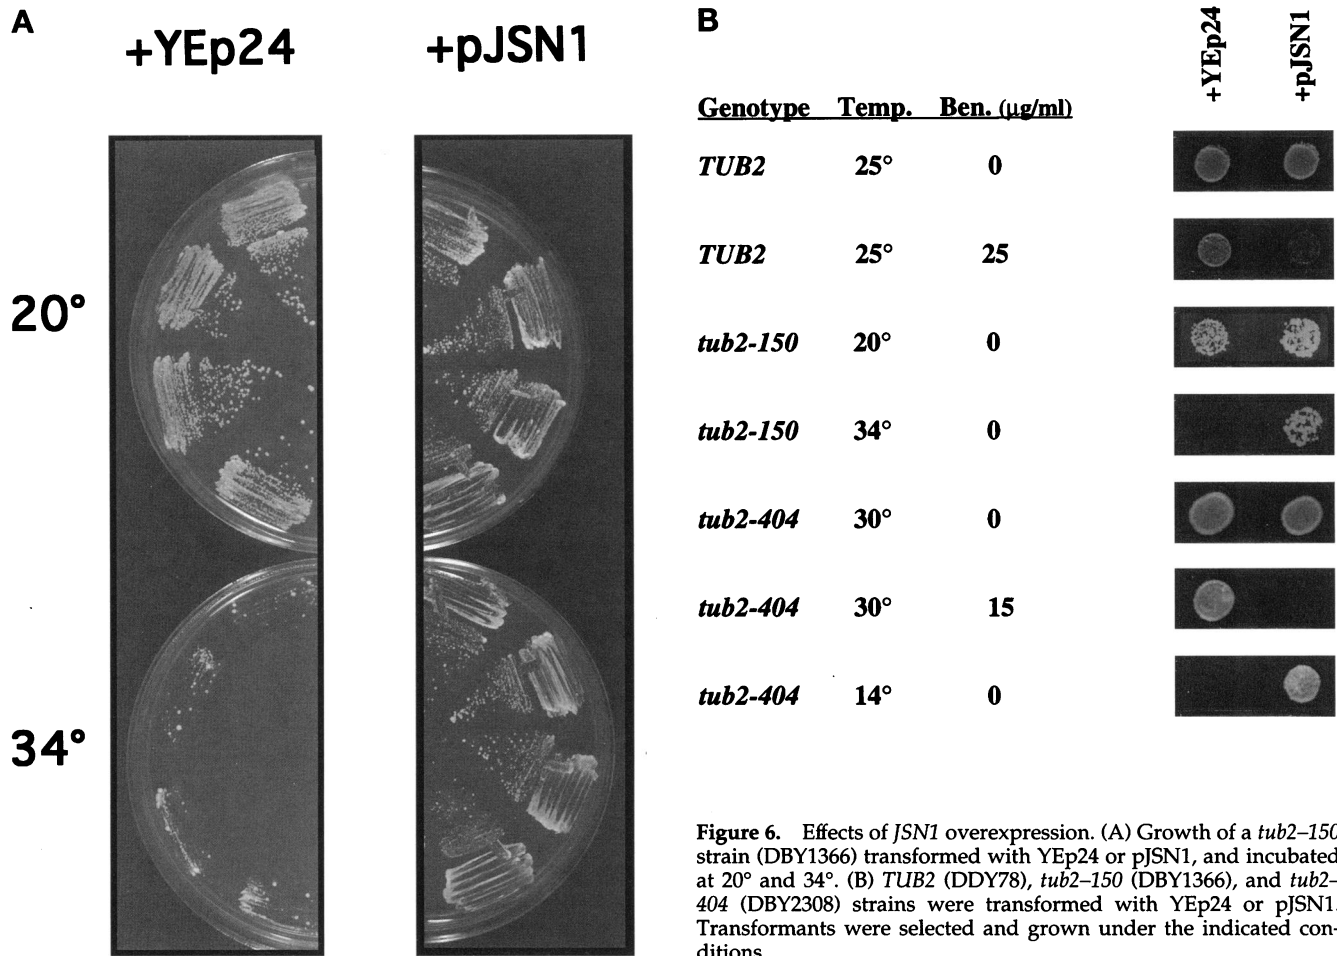 A
+YEp24 +pJSN1
20°
34°
B
+YEp24 +pJSN1
Genotype Temp. Ben. (µg/ml)
TUB2 25° 0
TUB2 25° 25
tub2-150 20° 0
tub2-150 34° 0
tub2-404 30° 0
tub2-404 30° 15
tub2-404 14° 0
Figure 6. Effects of JSN1 overexpression. (A) Growth of a tub2–150
strain (DBY1366) transformed with YEp24 or pJSN1, and incubated
at 20° and 34°. (B) TUB2 (DDY78), tub2–150 (DBY1366), and tub2–
404 (DBY2308) strains were transformed with YEp24 or pJSN1.
Transformants were selected and grown under the indicated con-
ditions.